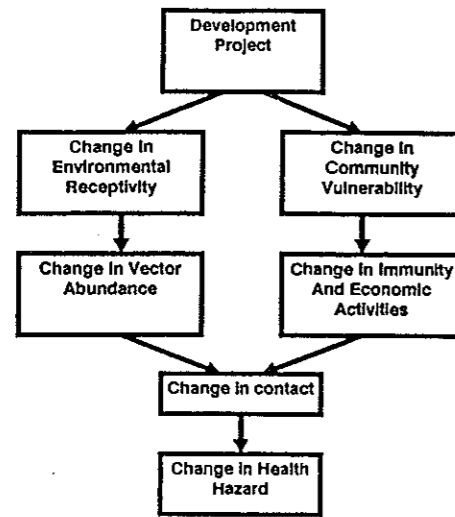 Development
Project
Change in
Environmental
Receptivity
Change in
Community
Vulnerability
Change in Vector
Abundance
Change in Immunity
And Economic
Activities
Change in contact
Change in Health
Hazard